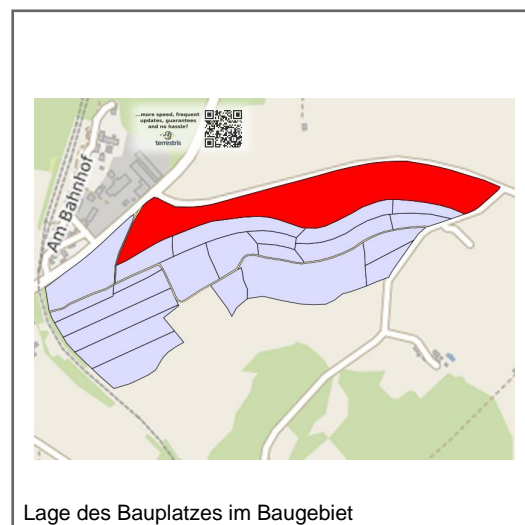 ...more speed, frequent
updates, guarantees
and no hassle?
terrestris
Am Bahnhof
Lage des Bauplatzes im Baugebiet